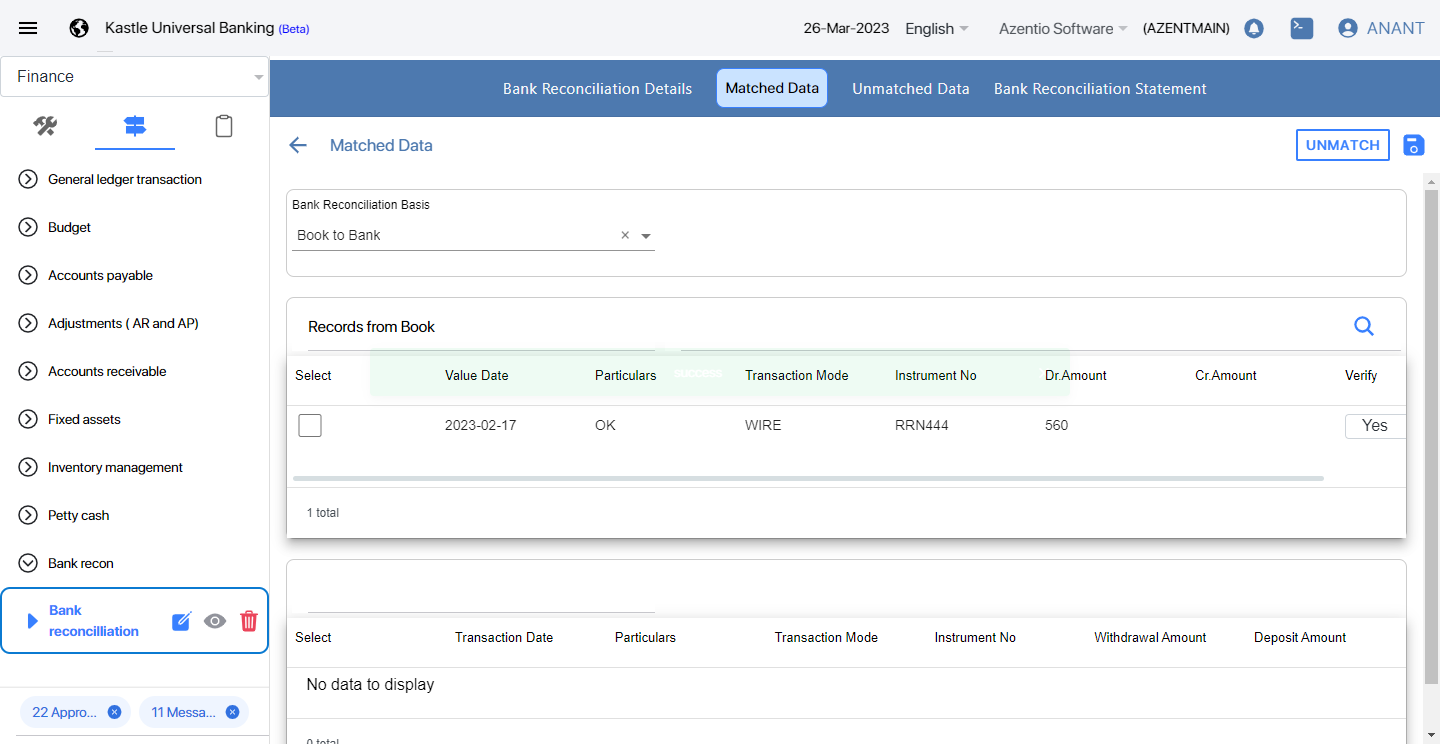 Kastle Universal Banking (Beta)
26-Mar-2023
English
Azentio Software
(AZENTMAIN)
ANANT
Finance
Bank Reconciliation Details
Matched Data
Unmatched Data
Bank Reconciliation Statement
General ledger transaction
Budget
Accounts payable
Adjustments ( AR and AP)
Accounts receivable
Fixed assets
Inventory management
Petty cash
Bank recon
Bank
reconcilliation
22 Appro...
11 Messa...
Matched Data
UNMATCH
Bank Reconciliation Basis
Book to Bank
Records from Book
success
Select Value Date Particulars Transaction Mode Instrument No Dr.Amount Cr.Amount Verify
2023-02-17 OK WIRE RRN444 560 Yes
1 total
Select Transaction Date Particulars Transaction Mode Instrument No Withdrawal Amount Deposit Amount
No data to display
0 total